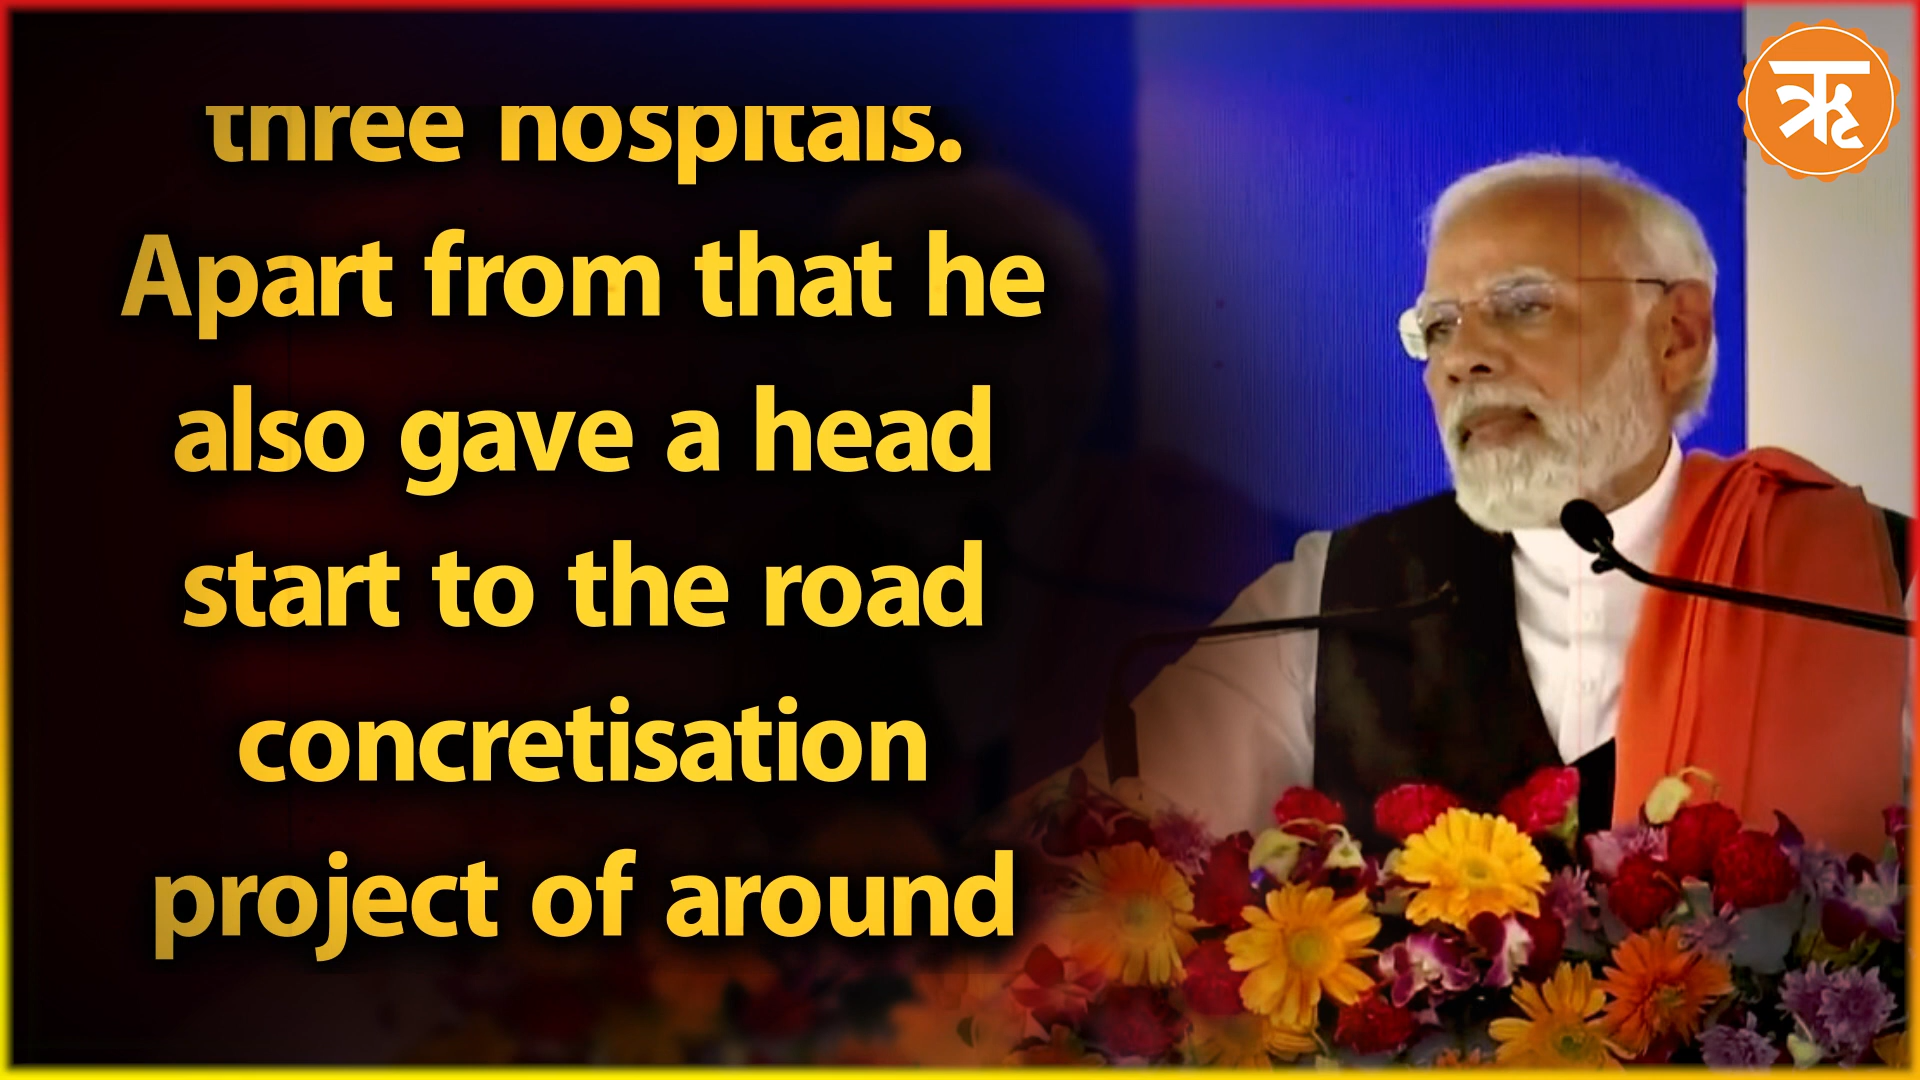 three hospitals.
Apart from that he
also gave a head
start to the road
concretisation
project of around
ऋ